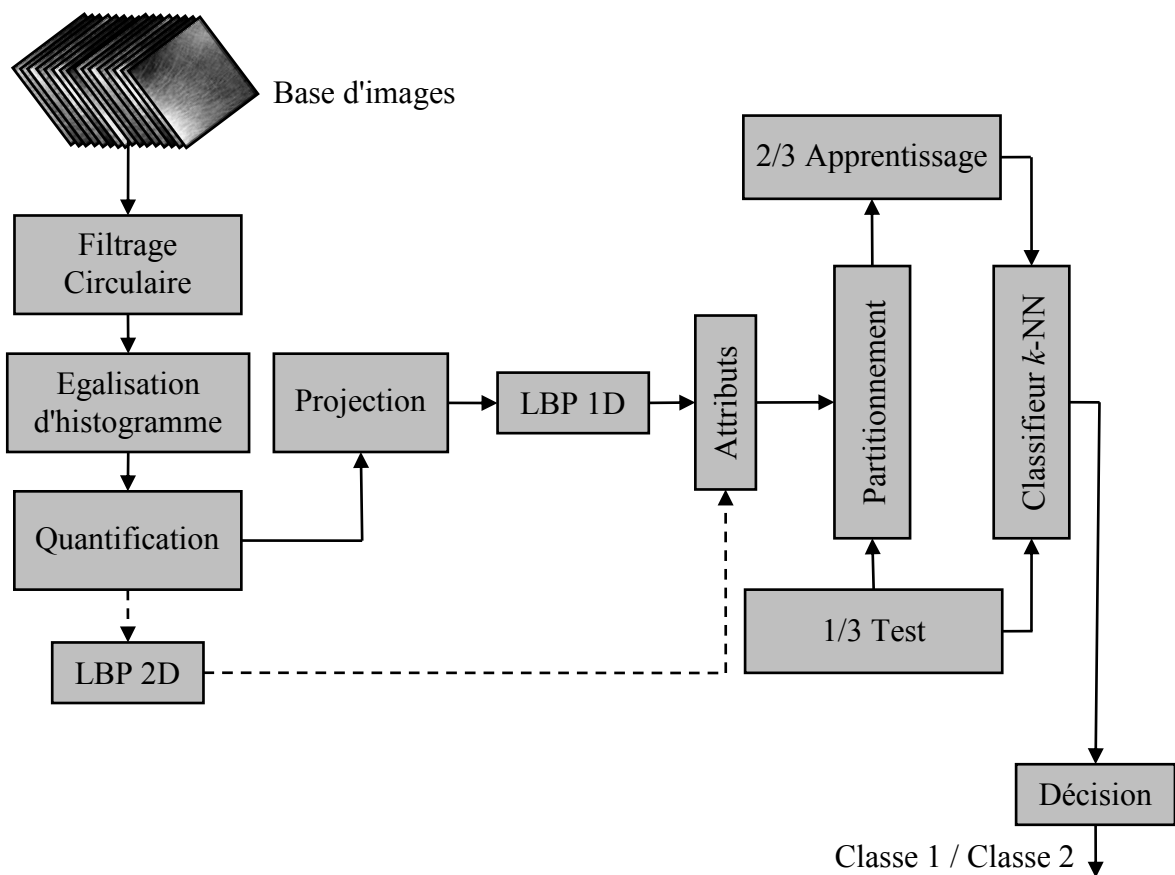 Base d'images
2/3 Apprentissage
Filtrage
Circulaire
Egalisation
d'histogramme
Projection
LBP 1D
Attributs
Partitionnement
Classifieur k-NN
Quantification
1/3 Test
LBP 2D
Décision
Classe 1 / Classe 2